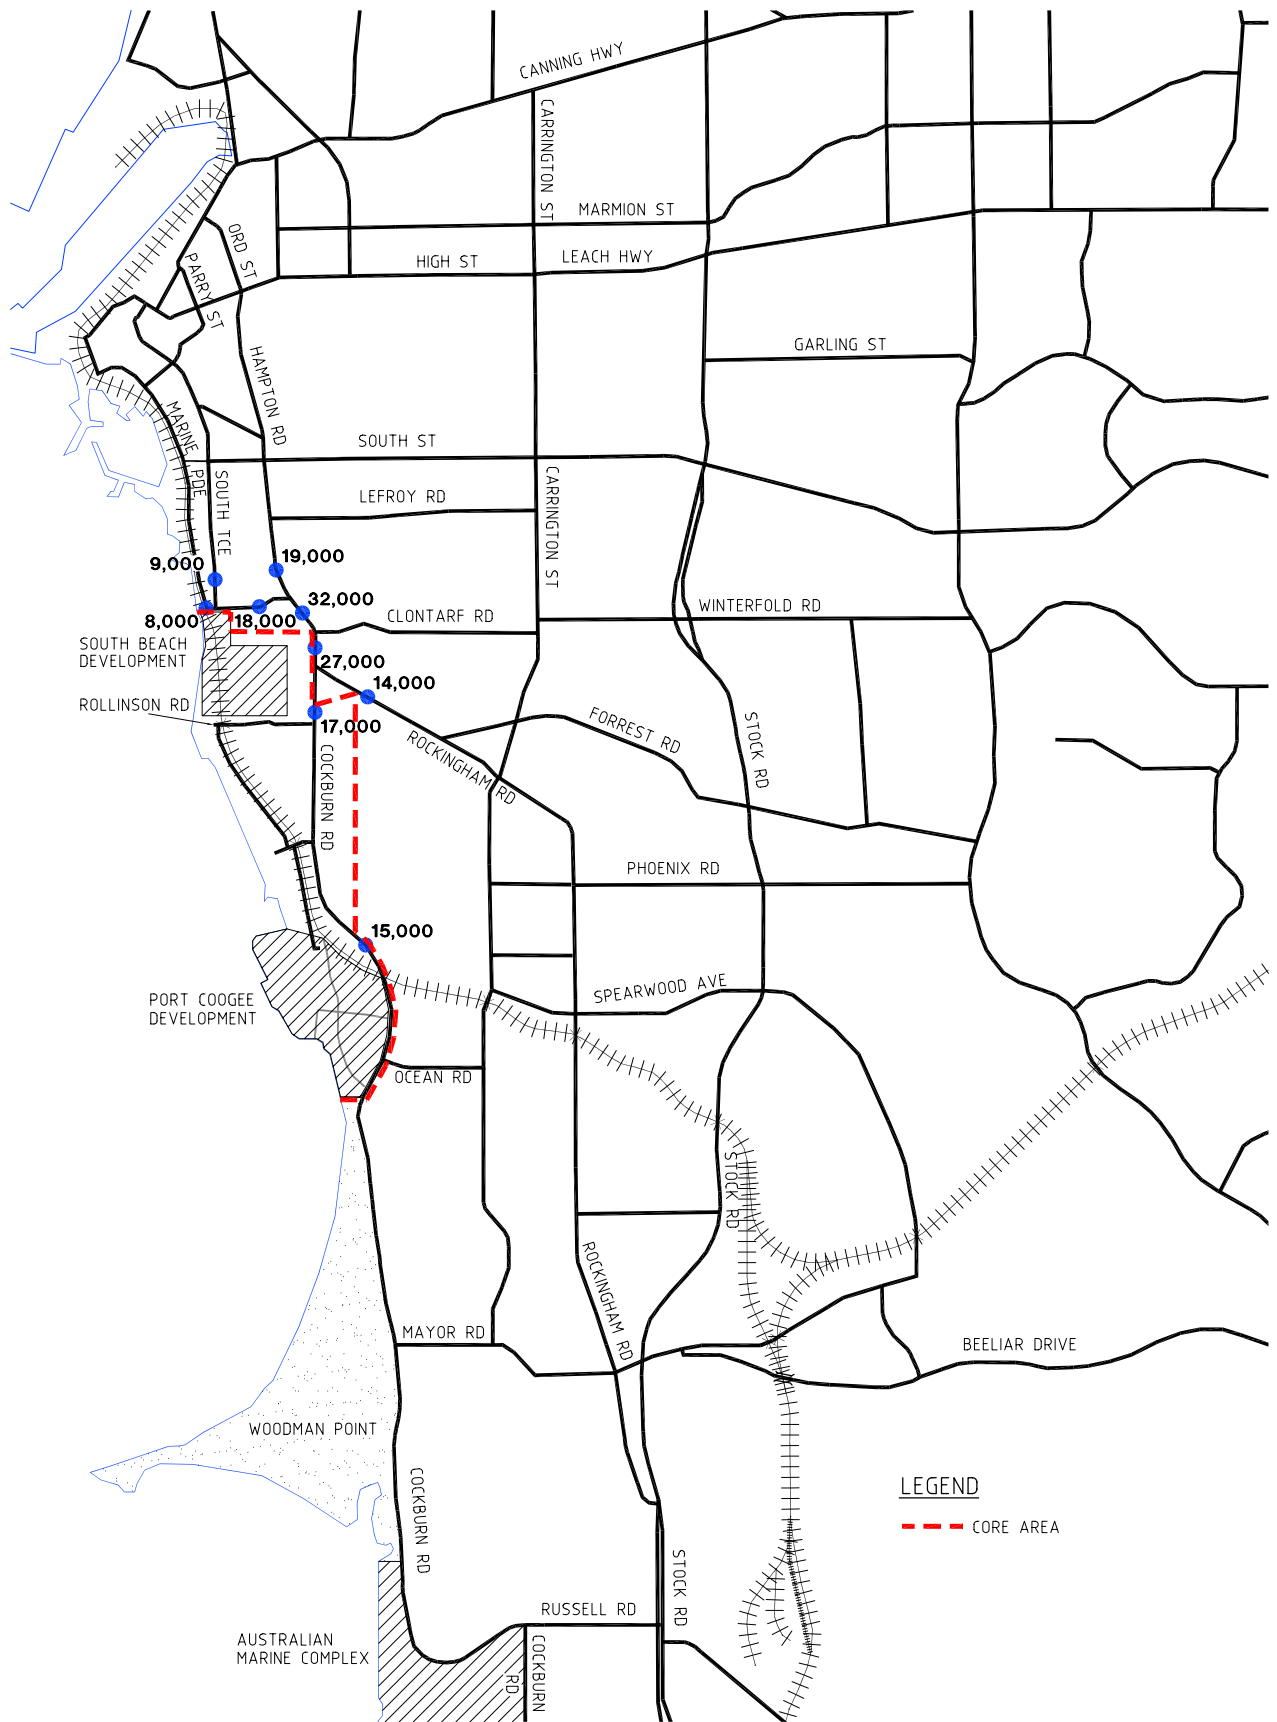 CANNING HWY
CARRINGTON ST
MARMION ST
ORD ST
HIGH ST
LEACH HWY
PARRY ST
GARLING ST
HAMPTON RD
MARINE
PDE
SOUTH ST
SOUTH TCE
LEFROY RD
CARRINGTON ST
9,000
19,000
32,000
8,000
18,000
CLONTARF RD
WINTERFOLD RD
SOUTH BEACH
DEVELOPMENT
27,000
14,000
ROLLINSON RD
17,000
FORREST RD
STOCK RD
ROCKINGHAM RD
COCKBURN RD
PHOENIX RD
15,000
PORT COOGEE
DEVELOPMENT
SPEARWOOD AVE
OCEAN RD
STOCK RD
ROCKINGHAM RD
MAYOR RD
BEELIAR DRIVE
WOODMAN POINT
COCKBURN RD
LEGEND
CORE AREA
STOCK RD
RUSSELL RD
AUSTRALIAN
MARINE COMPLEX
COCKBURN
RD